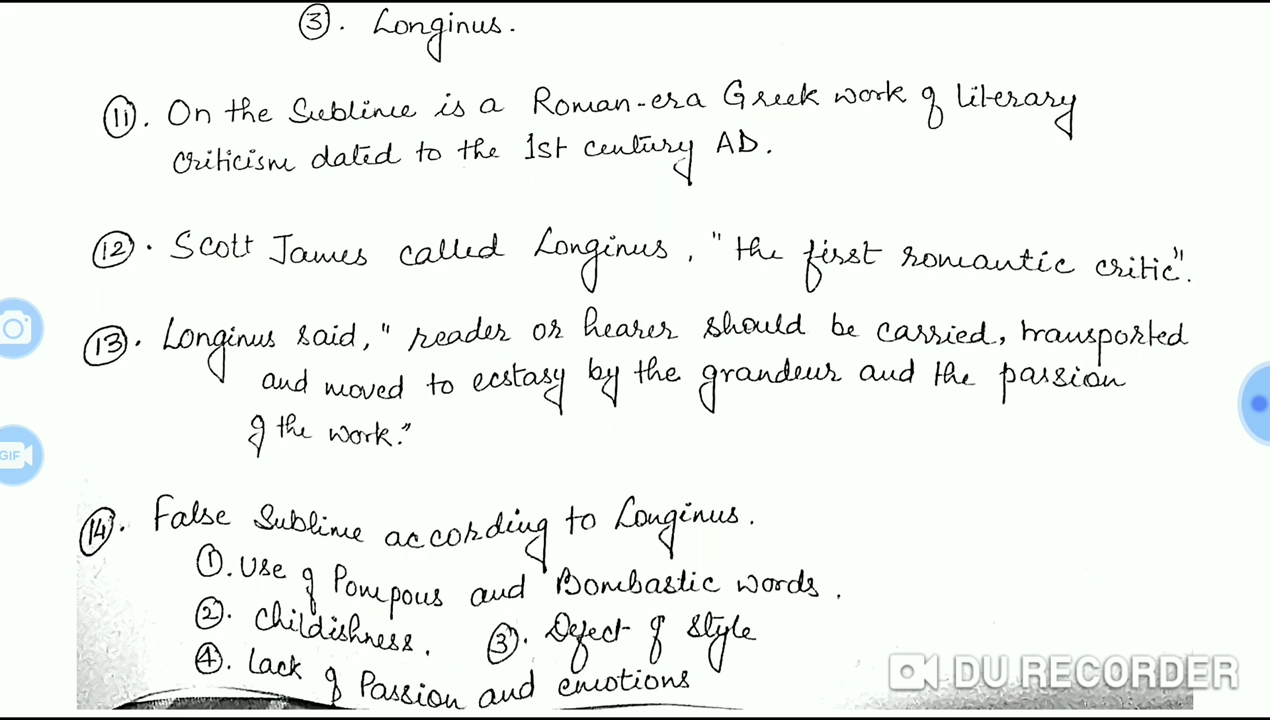 ③. Longinus.
⑪. On the Sublime is a Roman-era Greek work of literary
criticism dated to the 1st century AD.
⑫. Scott James called Longinus, "the first romantic critic".
⑬. Longinus said, "reader or hearer should be carried, transported
and moved to ecstasy by the grandeur and the passion
of the work."
⑭. False Sublime according to Longinus.
①. Use of Pompous and Bombastic words.
②. Childishness. ③. Defect of style
④. Lack of Passion and emotions
GIF
DU RECORDER